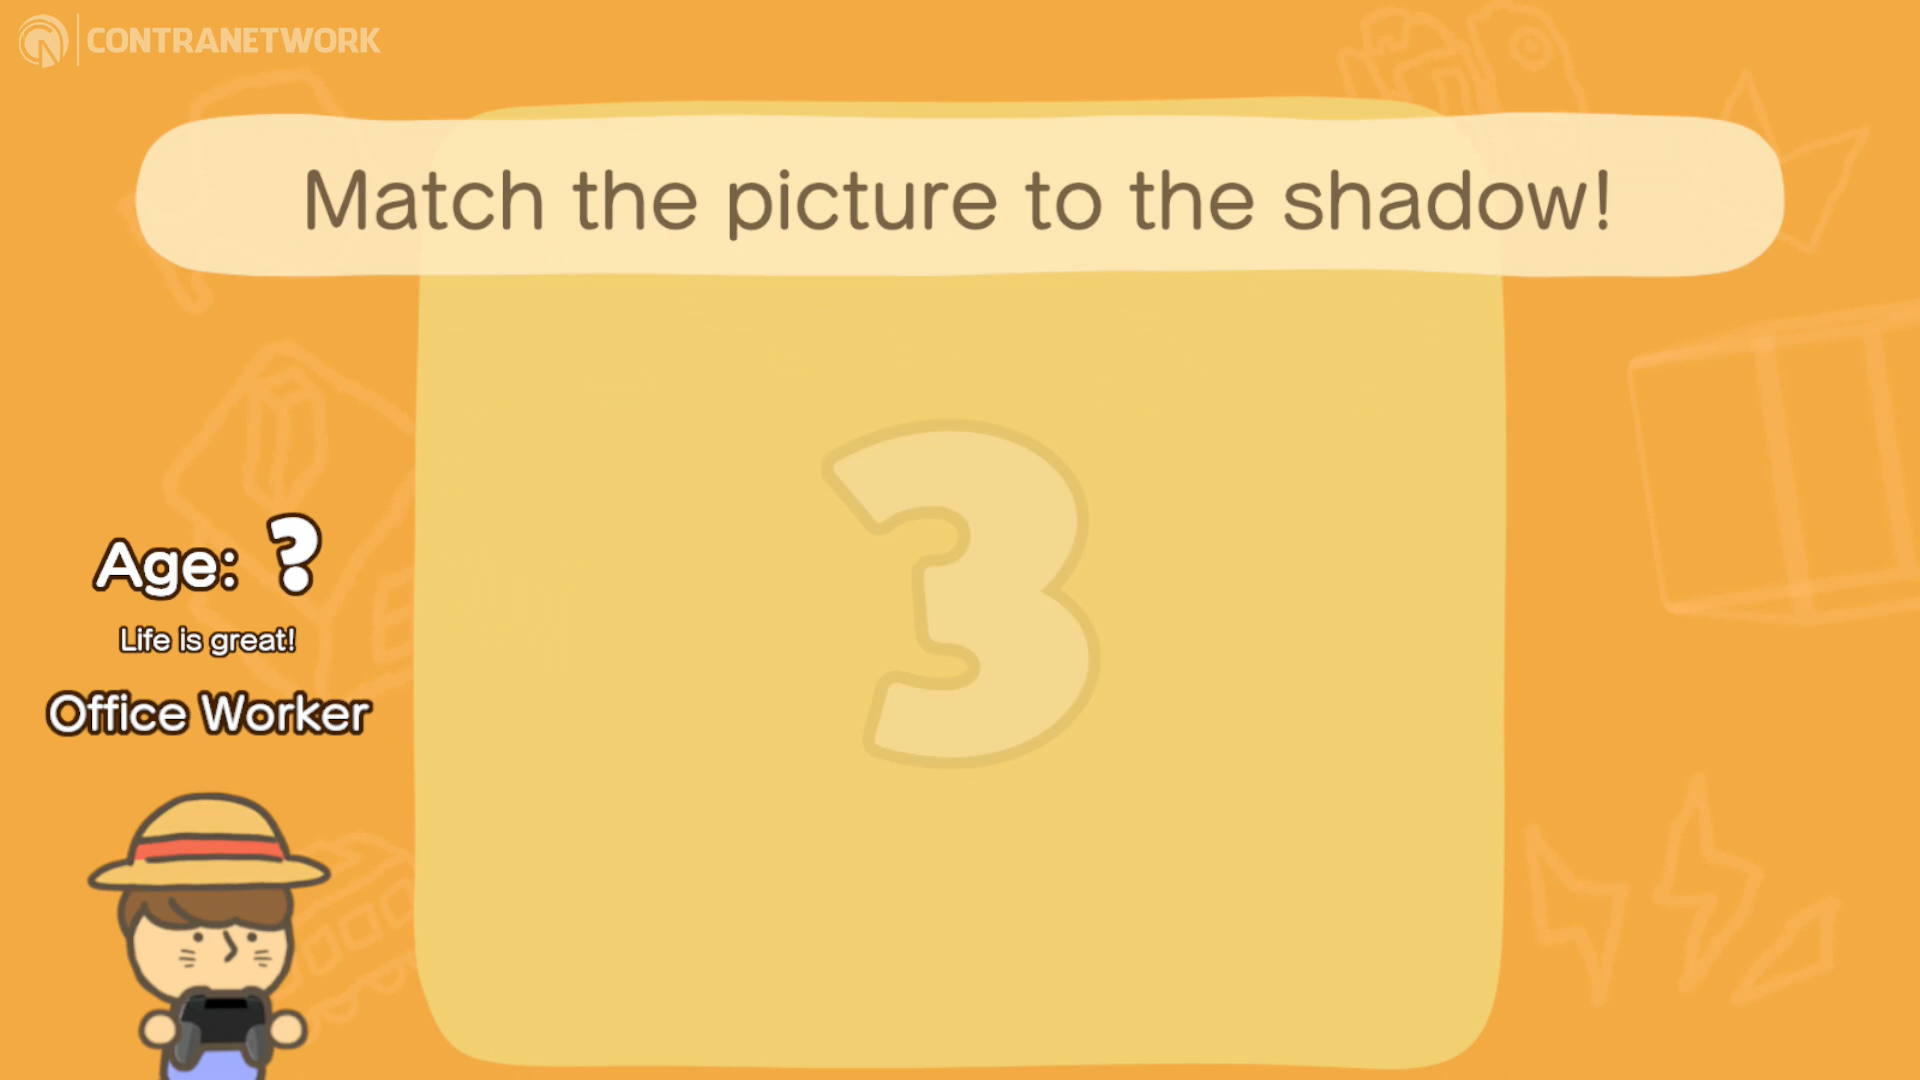 CONTRANETWORK
Match the picture to the shadow!
3
Age: ?
Life is great!
Office Worker